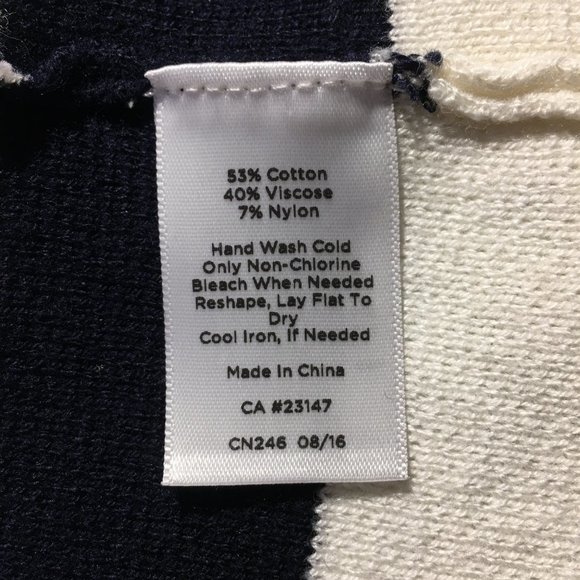 53% Cotton
40% Viscose
7% Nylon
Hand Wash Cold
Only Non-Chlorine
Bleach When Needed
Reshape, Lay Flat To
Dry
Cool Iron, If Needed
Made In China
CA #23147
CN246 08/16